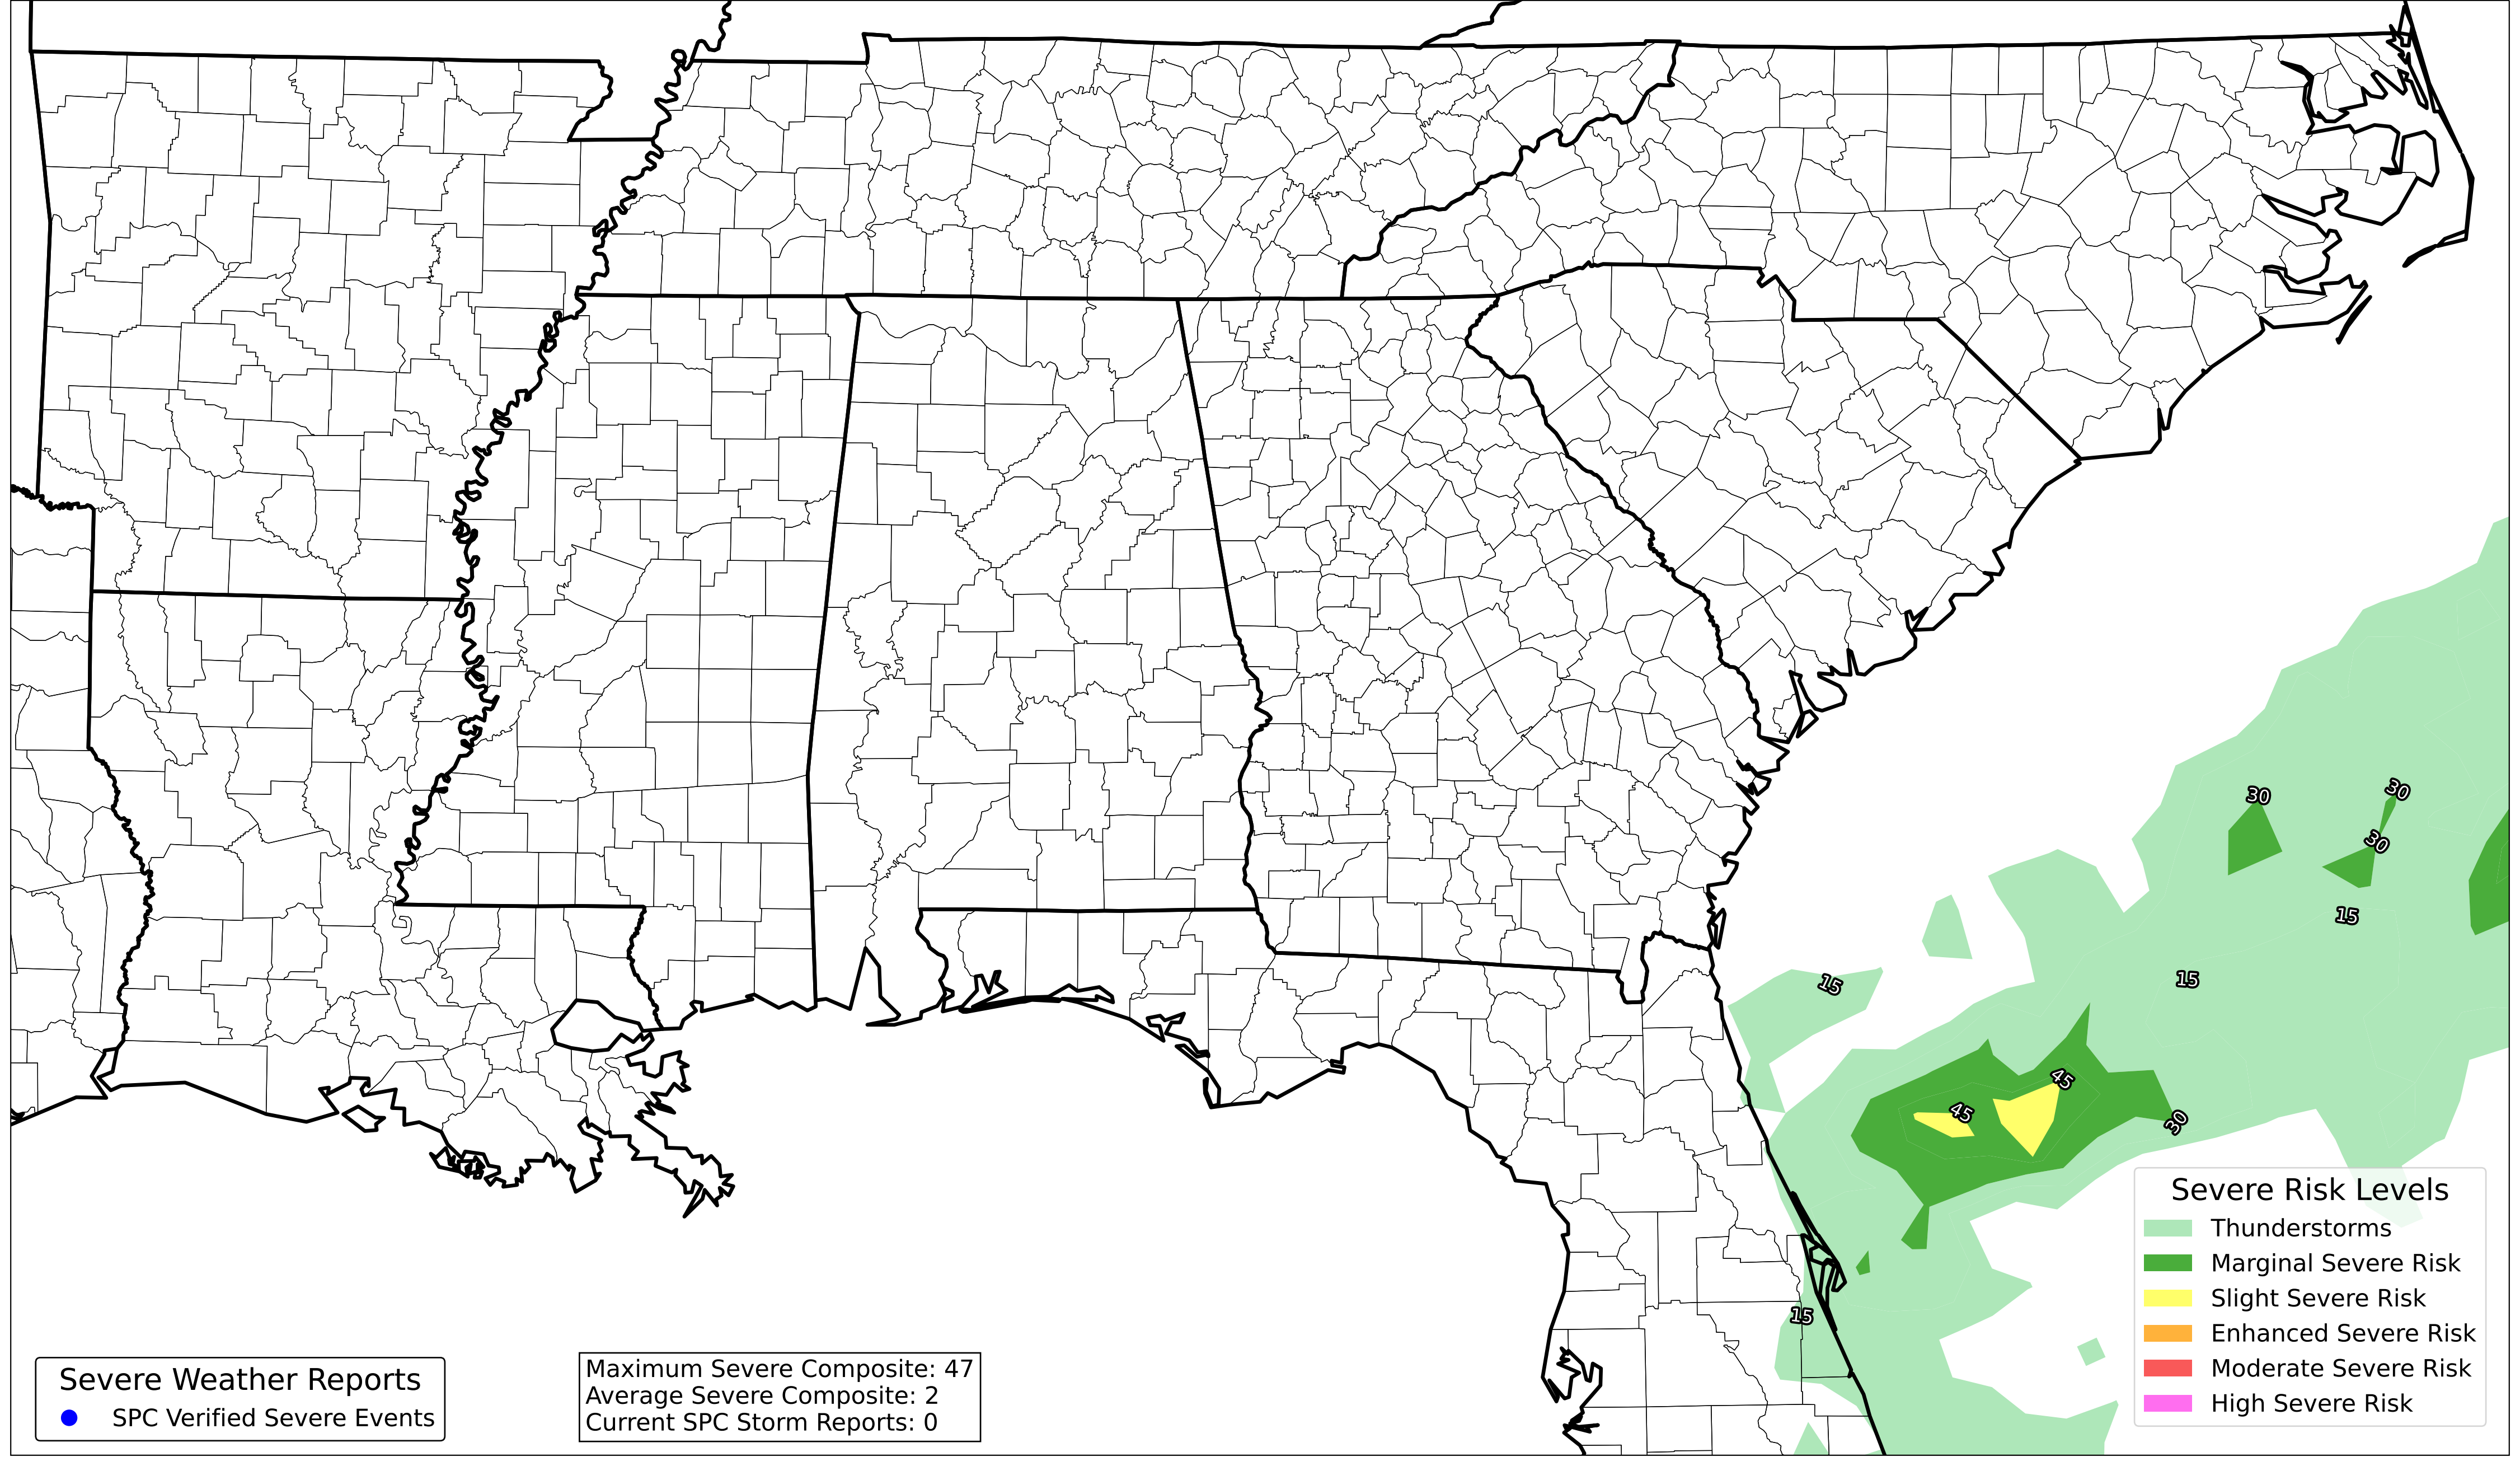 30
30
30
15
15
15
45
45
30
15
Severe Risk Levels
Thunderstorms
Marginal Severe Risk
Slight Severe Risk
Enhanced Severe Risk
Moderate Severe Risk
High Severe Risk
Severe Weather Reports
SPC Verified Severe Events
Maximum Severe Composite: 47
Average Severe Composite: 2
Current SPC Storm Reports: 0